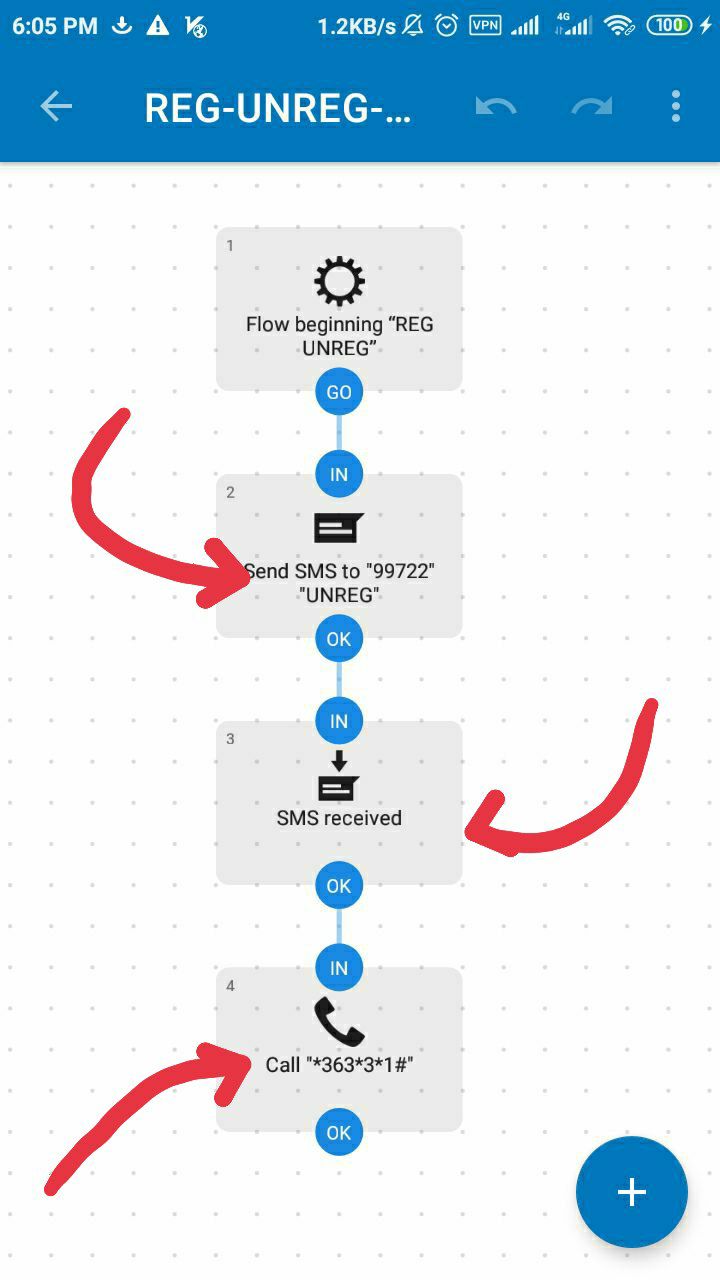 6:05 PM 1.2KB/s VPN 4G 100
REG-UNREG-...
1
Flow beginning “REG
UNREG”
GO
IN
2
Send SMS to "99722"
"UNREG"
OK
IN
3
SMS received
OK
IN
4
Call "*363*3*1#"
OK